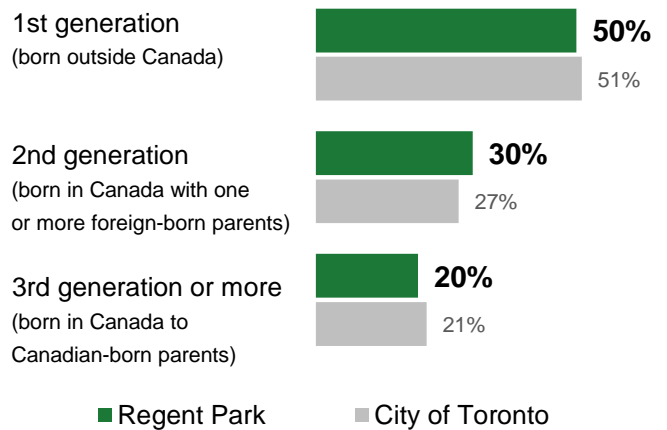 1st generation
(born outside Canada)
50%
51%
2nd generation
(born in Canada with one
or more foreign-born parents)
30%
27%
3rd generation or more
(born in Canada to
Canadian-born parents)
20%
21%
Regent Park
City of Toronto